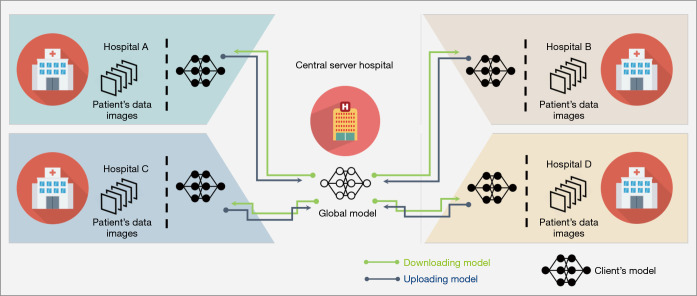 Hospital A
Patient's data
images
Central server hospital
H
Hospital B
Patient's data
images
Hospital C
Patient's data
images
Global model
Hospital D
Patient's data
images
Downloading model
Uploading model
Client's model